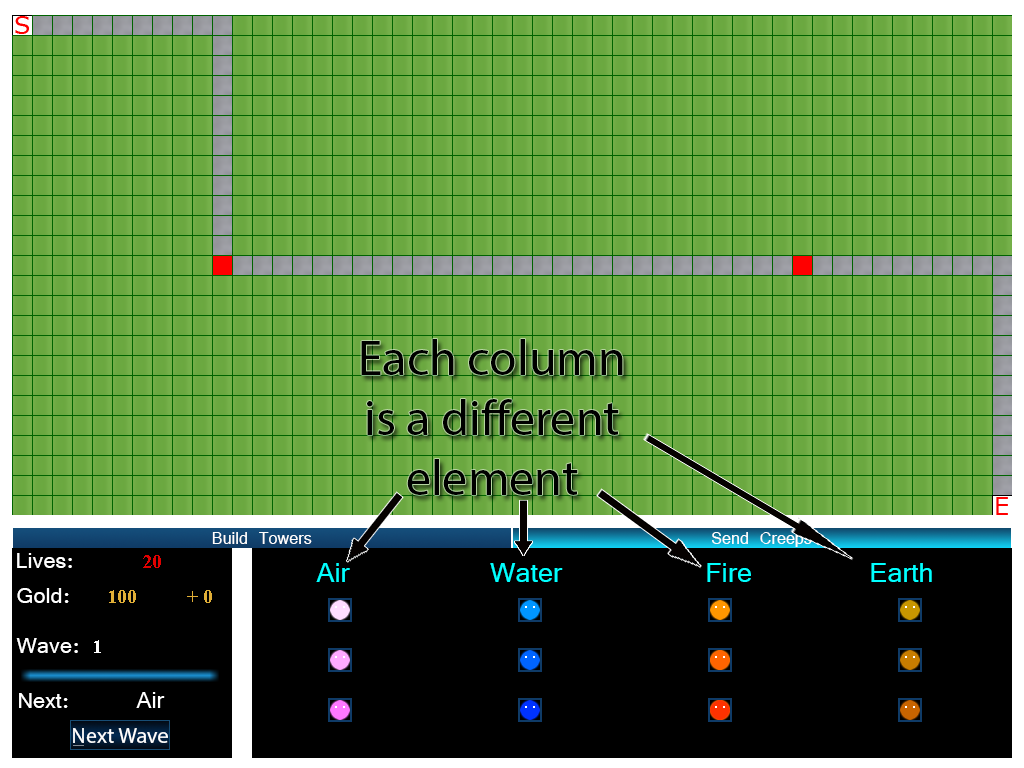 S
Each column
is a different
element
E
Build Towers
Send Creeps
Lives: 20
Gold: 100 + 0
Wave: 1
Next: Air
Next Wave
Air Water Fire Earth